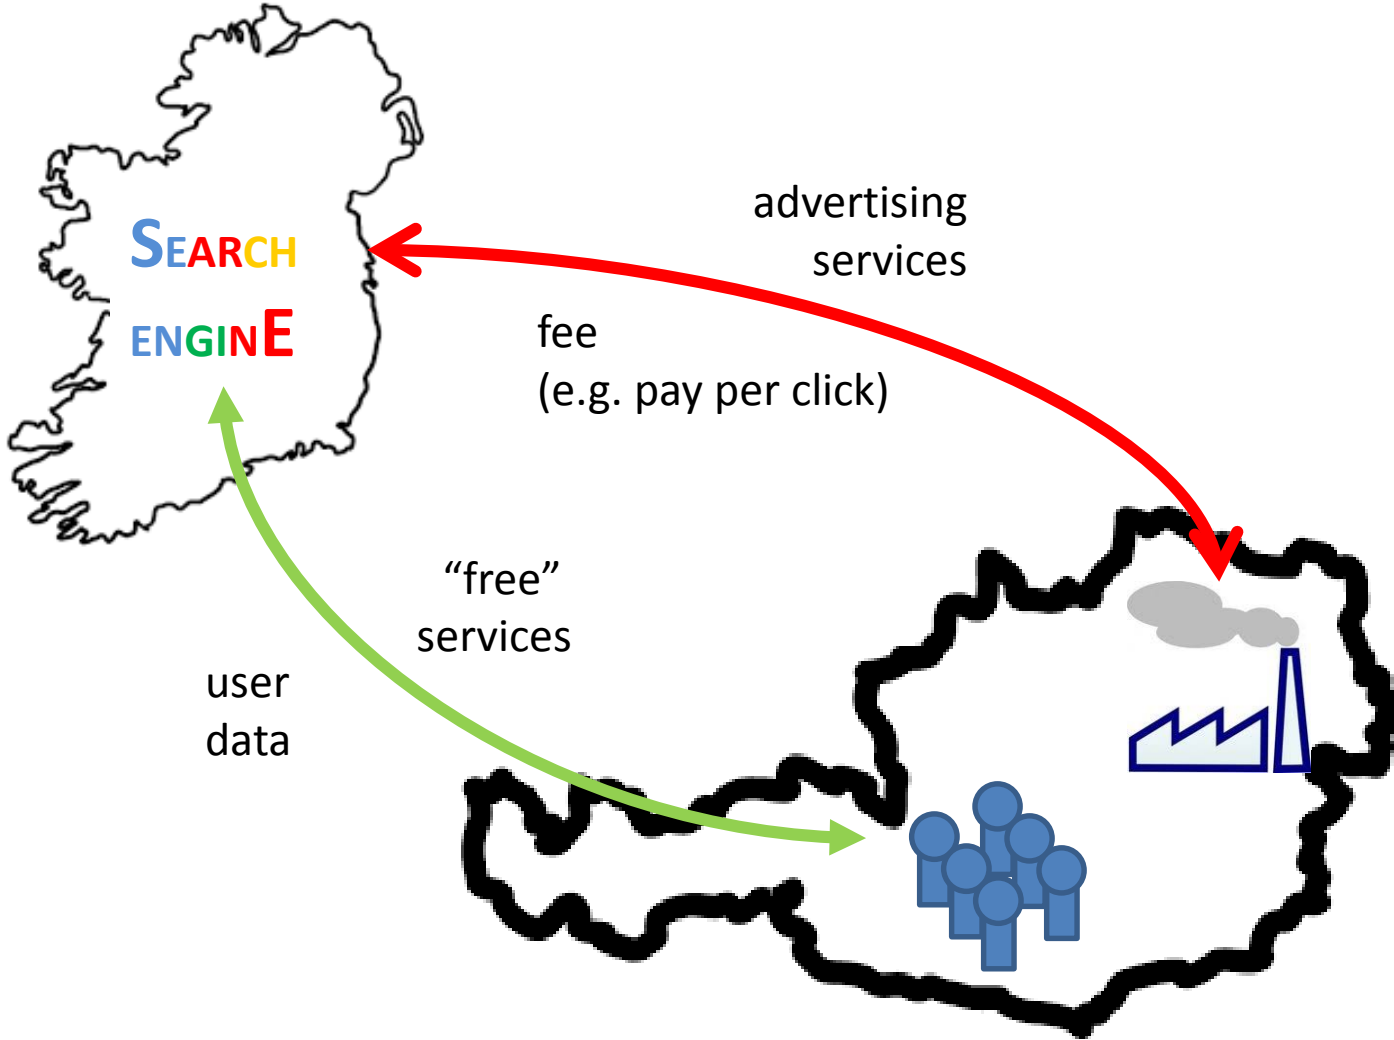 SEARCH
ENGINE
advertising
services
fee
(e.g. pay per click)
“free”
services
user
data